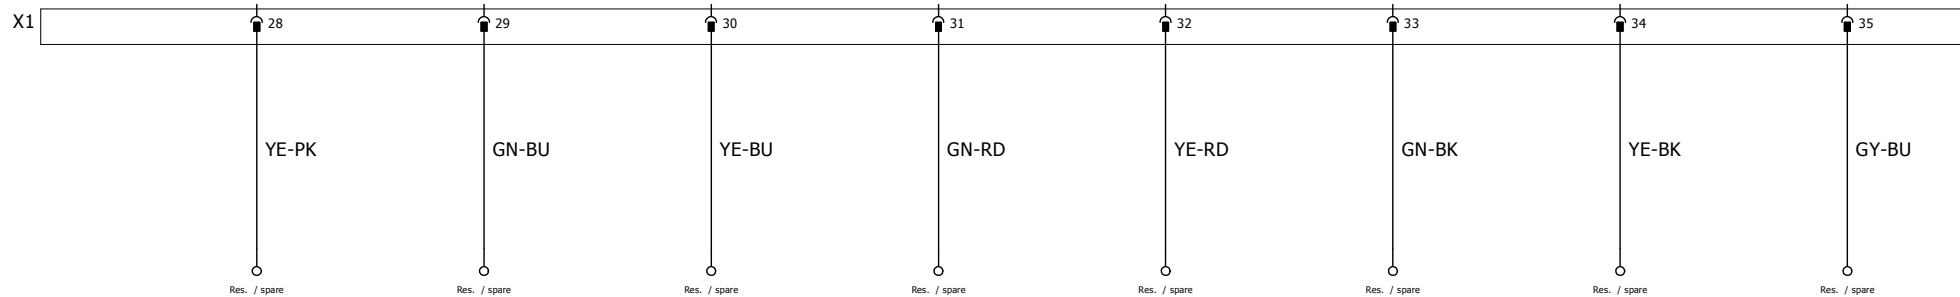 X1 28 29 30 31 32 33 34 35
YE-PK GN-BU YE-BU GN-RD YE-RD GN-BK YE-BK GY-BU
Res. / spare Res. / spare Res. / spare Res. / spare Res. / spare Res. / spare Res. / spare Res. / spare